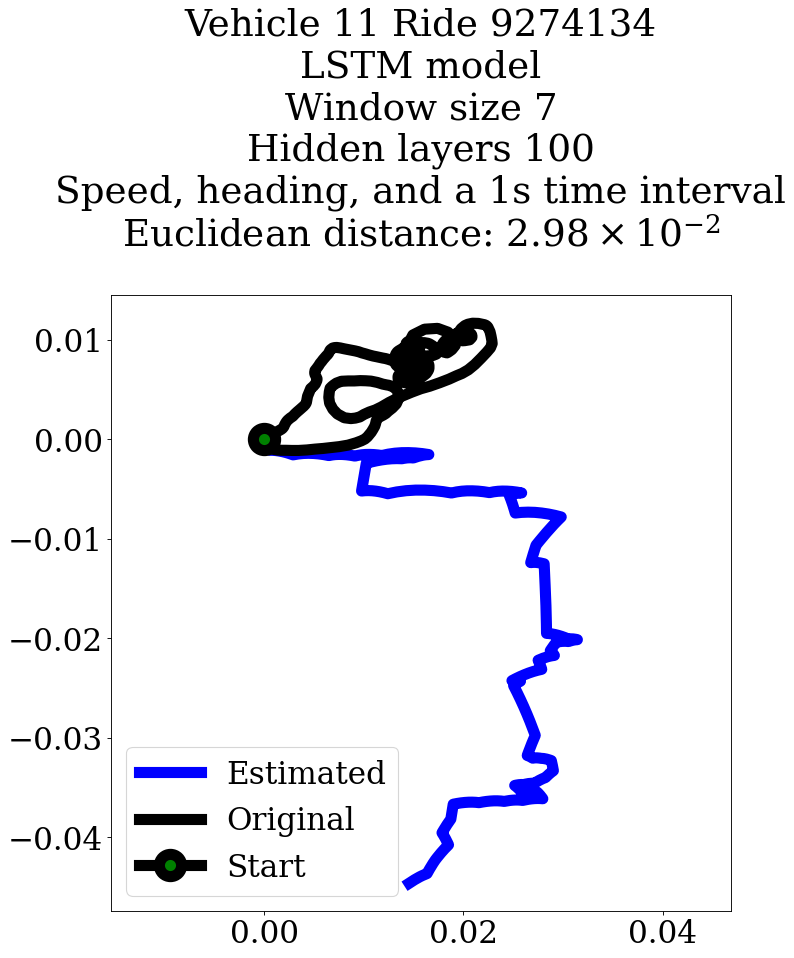 Vehicle 11 Ride 9274134
LSTM model
Window size 7
Hidden layers 100
Speed, heading, and a 1s time interval
Euclidean distance: 2.98 × 10⁻²
0.01
0.00
−0.01
−0.02
−0.03
−0.04
Estimated
Original
Start
0.00 0.02 0.04